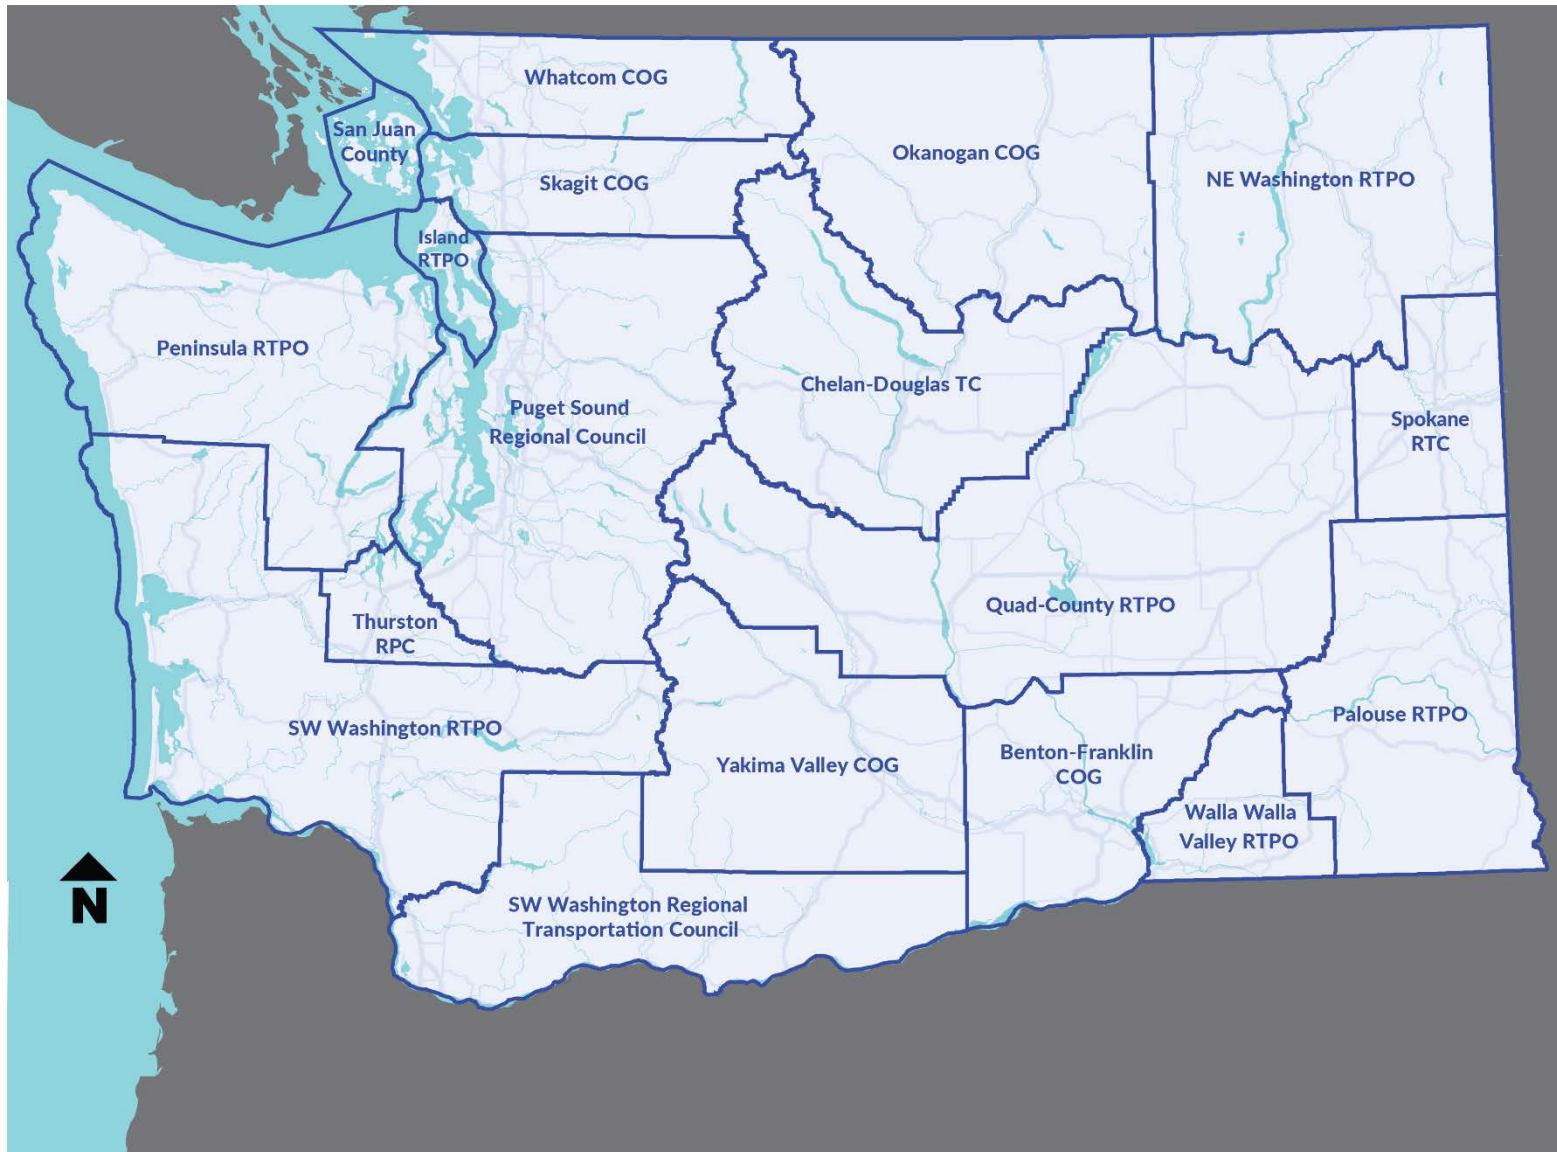 Whatcom COG
San Juan
County
Okanogan COG
Skagit COG
NE Washington RTPO
Island
RTPO
Peninsula RTPO
Chelan-Douglas TC
Puget Sound
Regional Council
Spokane
RTC
Quad-County RTPO
Thurston
RPC
SW Washington RTPO
Palouse RTPO
Yakima Valley COG
Benton-Franklin
COG
Walla Walla
Valley RTPO
N
SW Washington Regional
Transportation Council